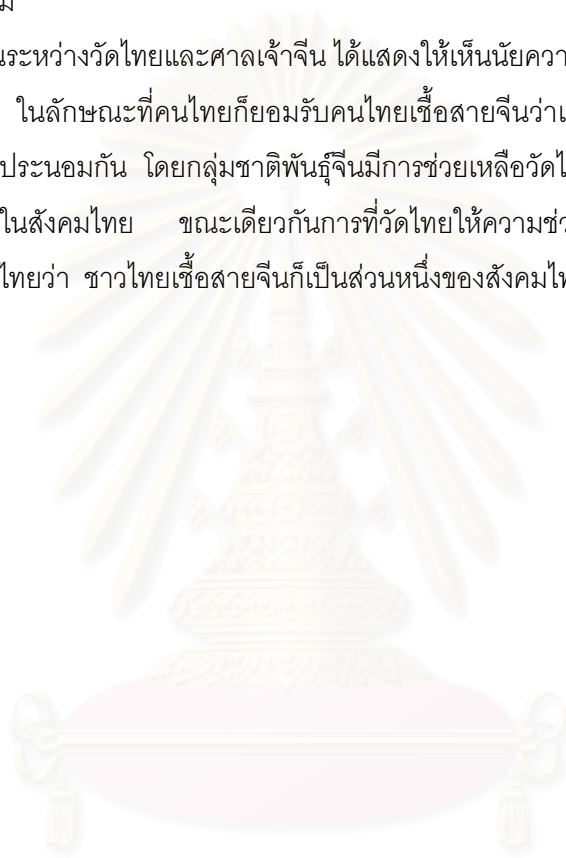 นระหว่างวัดไทยและศาลเจ้าจีน ได้แสดงให้เห็นนัยควา
ในลักษณะที่คนไทยก็ยอมรับคนไทยเชื้อสายจีนว่าเ
ประนอมกัน โดยกลุ่มชาติพันธุ์จีนมีการช่วยเหลือวัดไ
ในสังคมไทย ขณะเดียวกันการที่วัดไทยให้ความช่ว
ไทยว่า ชาวไทยเชื้อสายจีนก็เป็นส่วนหนึ่งของสังคมไท